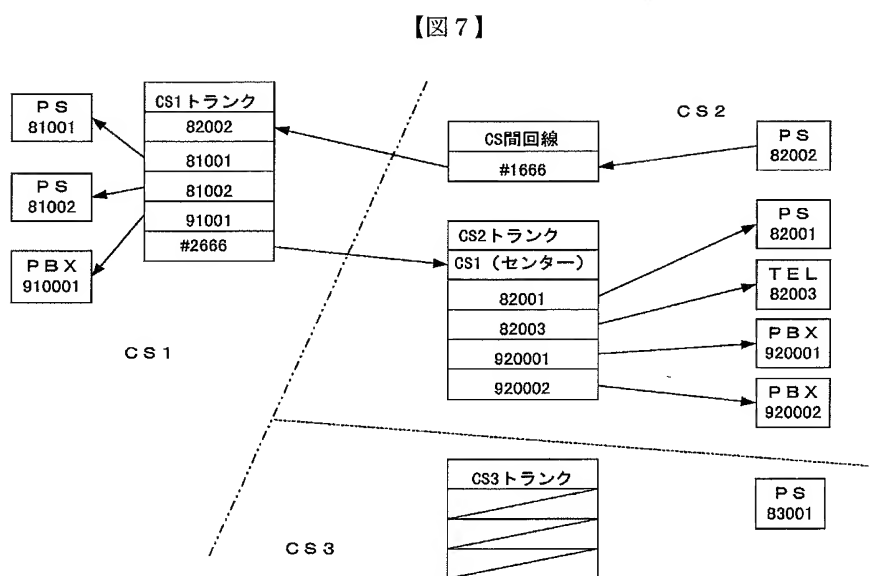 【図7】
PS
81001
PS
81002
PBX
910001
CS1トランク
82002
81001
81002
91001
#2666
CS1
CS間回線
#1666
CS2
PS
82002
CS2トランク
CS1(センター)
82001
82003
920001
920002
PS
82001
TEL
82003
PBX
920001
PBX
920002
CS3トランク
PS
83001
CS3